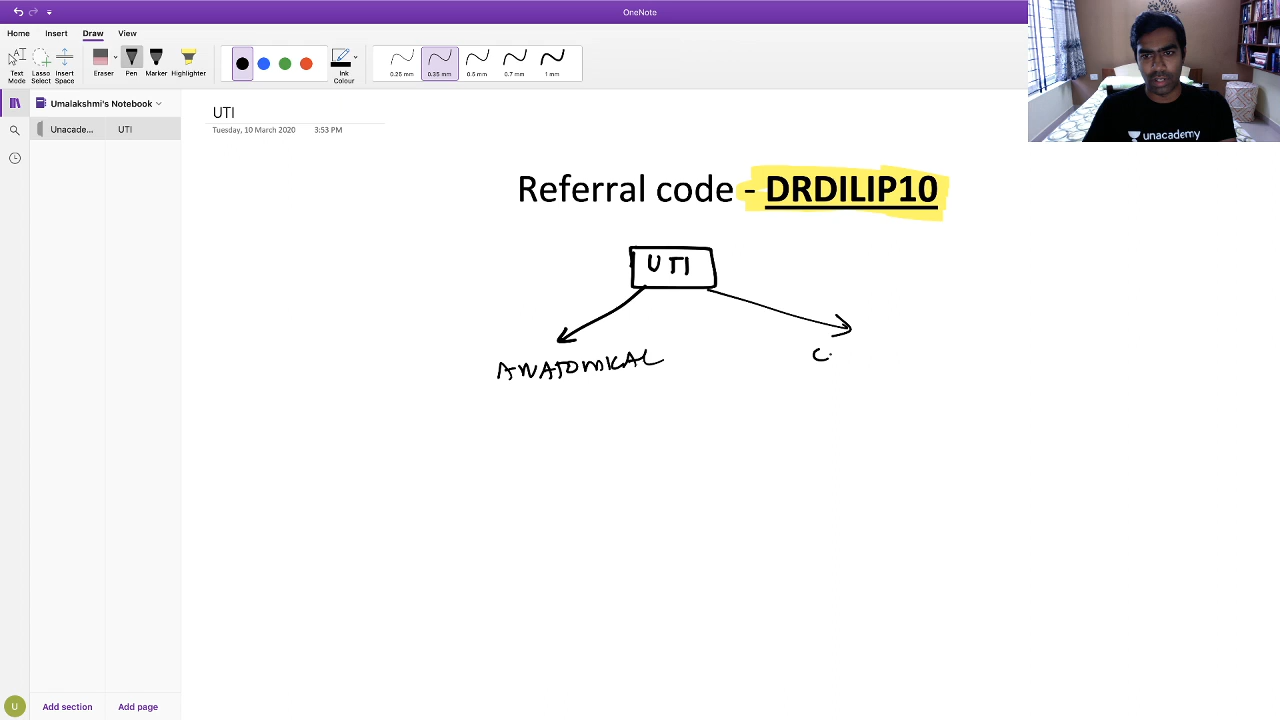 OneNote
Home Insert Draw View
Text Mode
Lasso Select
Insert Space
Eraser
Pen
Marker
Highlighter
Ink Colour
0.25 mm
0.35 mm
0.5 mm
0.7 mm
1 mm
Umalakshmi's Notebook
Unacade...
UTI
UTI
Tuesday, 10 March 2020 3:53 PM
unacademy
Referral code - DRDILIP10
UTI
ANATOMICAL
C
U
Add section
Add page